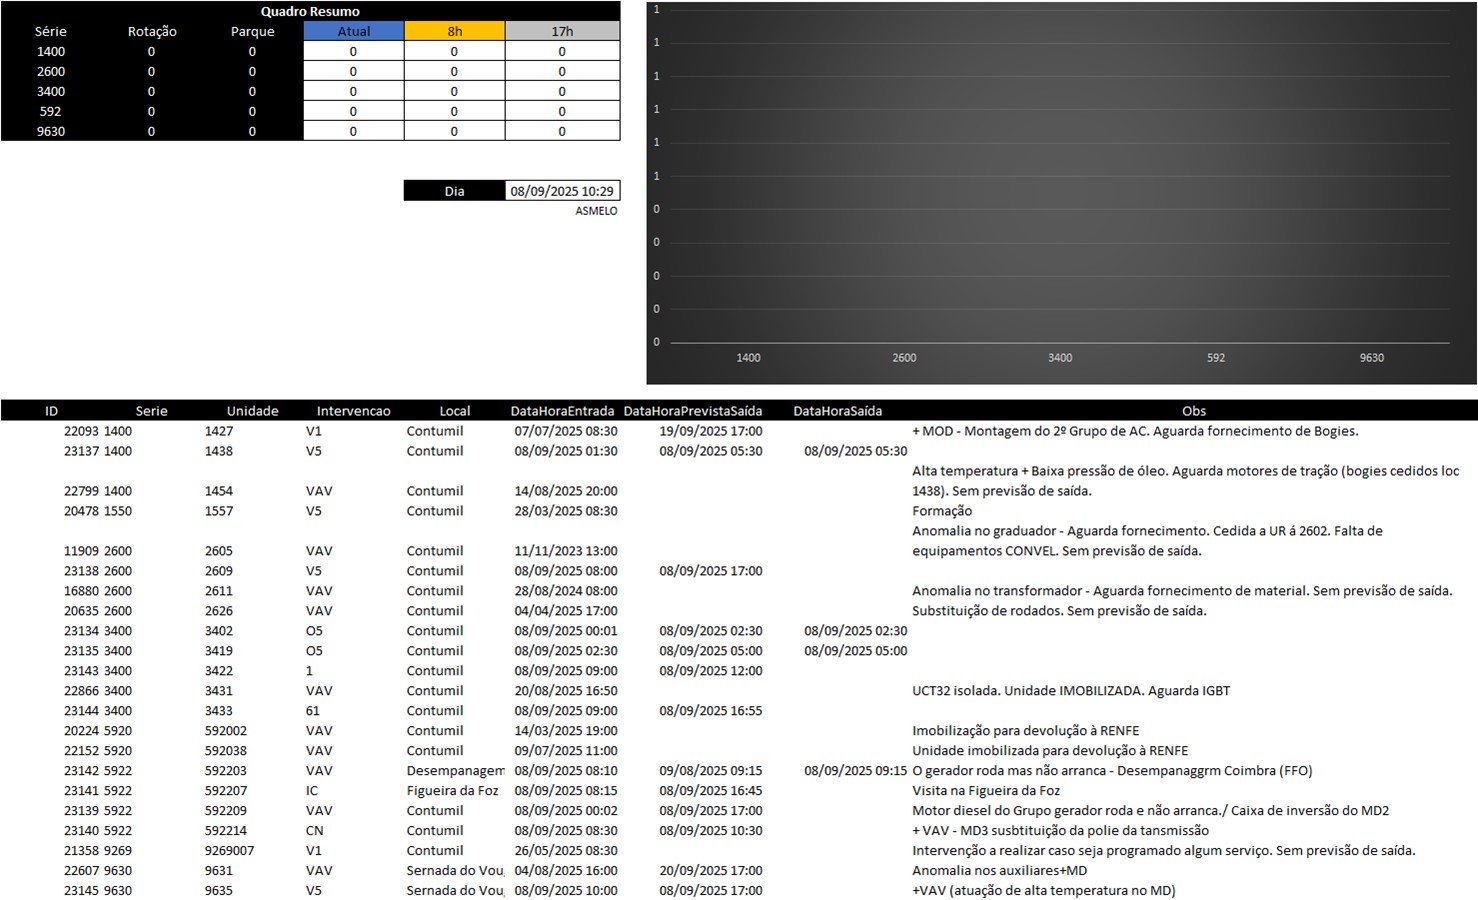 Quadro Resumo
Série Rotação Parque Atual 8h 17h
1400 0 0 0 0 0
2600 0 0 0 0 0
3400 0 0 0 0 0
592 0 0 0 0 0
9630 0 0 0 0 0
Dia 08/09/2025 10:29
ASMELO
1
1
1
1
1
1
0
0
0
0
0
1400 2600 3400 592 9630
ID Serie Unidade Intervencao Local DataHoraEntrada DataHoraPrevistaSaída DataHoraSaída Obs
22093 1400 1427 V1 Contumil 07/07/2025 08:30 19/09/2025 17:00 + MOD - Montagem do 2º Grupo de AC. Aguarda fornecimento de Bogies.
23137 1400 1438 V5 Contumil 08/09/2025 01:30 08/09/2025 05:30 08/09/2025 05:30
Alta temperatura + Baixa pressão de óleo. Aguarda motores de tração (bogies cedidos loc
22799 1400 1454 VAV Contumil 14/08/2025 20:00 1438). Sem previsão de saída.
20478 1550 1557 V5 Contumil 28/03/2025 08:30 Formação
Anomalia no graduador - Aguarda fornecimento. Cedida a UR á 2602. Falta de
11909 2600 2605 VAV Contumil 11/11/2023 13:00 equipamentos CONVEL. Sem previsão de saída.
23138 2600 2609 V5 Contumil 08/09/2025 08:00 08/09/2025 17:00
16880 2600 2611 VAV Contumil 28/08/2024 08:00 Anomalia no transformador - Aguarda fornecimento de material. Sem previsão de saída.
20635 2600 2626 VAV Contumil 04/04/2025 17:00 Substituição de rodados. Sem previsão de saída.
23134 3400 3402 O5 Contumil 08/09/2025 00:01 08/09/2025 02:30 08/09/2025 02:30
23135 3400 3419 O5 Contumil 08/09/2025 02:30 08/09/2025 05:00 08/09/2025 05:00
23143 3400 3422 1 Contumil 08/09/2025 09:00 08/09/2025 12:00
22866 3400 3431 VAV Contumil 20/08/2025 16:50 UCT32 isolada. Unidade IMOBILIZADA. Aguarda IGBT
23144 3400 3433 61 Contumil 08/09/2025 09:00 08/09/2025 16:55
20224 5920 592002 VAV Contumil 14/03/2025 19:00 Imobilização para devolução à RENFE
22152 5920 592038 VAV Contumil 09/07/2025 11:00 Unidade imobilizada para devolução à RENFE
23142 5922 592203 VAV Desempanagem 08/09/2025 08:10 09/08/2025 09:15 08/09/2025 09:15 O gerador roda mas não arranca - Desempanaggrm Coimbra (FFO)
23141 5922 592207 IC Figueira da Foz 08/09/2025 08:15 08/09/2025 16:45 Visita na Figueira da Foz
23139 5922 592209 VAV Contumil 08/09/2025 00:02 08/09/2025 17:00 Motor diesel do Grupo gerador roda e não arranca./ Caixa de inversão do MD2
23140 5922 592214 CN Contumil 08/09/2025 08:30 08/09/2025 10:30 + VAV - MD3 susbtituição da polie da tansmissão
21358 9269 9269007 V1 Contumil 26/05/2025 08:30 Intervenção a realizar caso seja programado algum serviço. Sem previsão de saída.
22607 9630 9631 VAV Sernada do Vou 04/08/2025 16:00 20/09/2025 17:00 Anomalia nos auxiliares+MD
23145 9630 9635 V5 Sernada do Vou 08/09/2025 10:00 08/09/2025 17:00 +VAV (atuação de alta temperatura no MD)